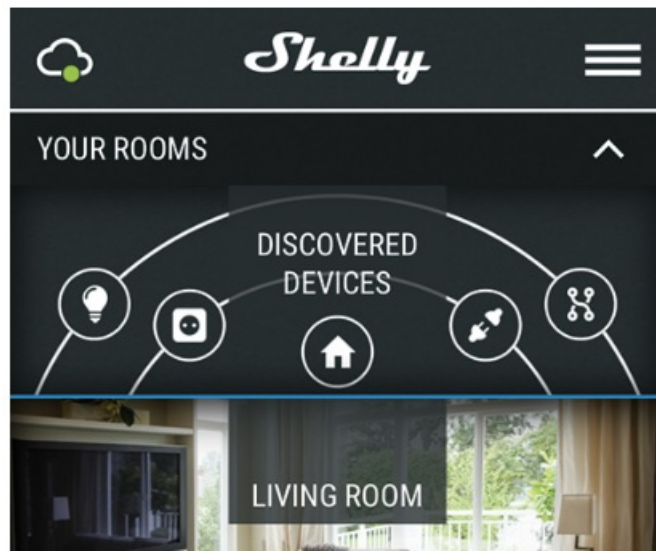 Shelly
YOUR ROOMS
DISCOVERED
DEVICES
LIVING ROOM